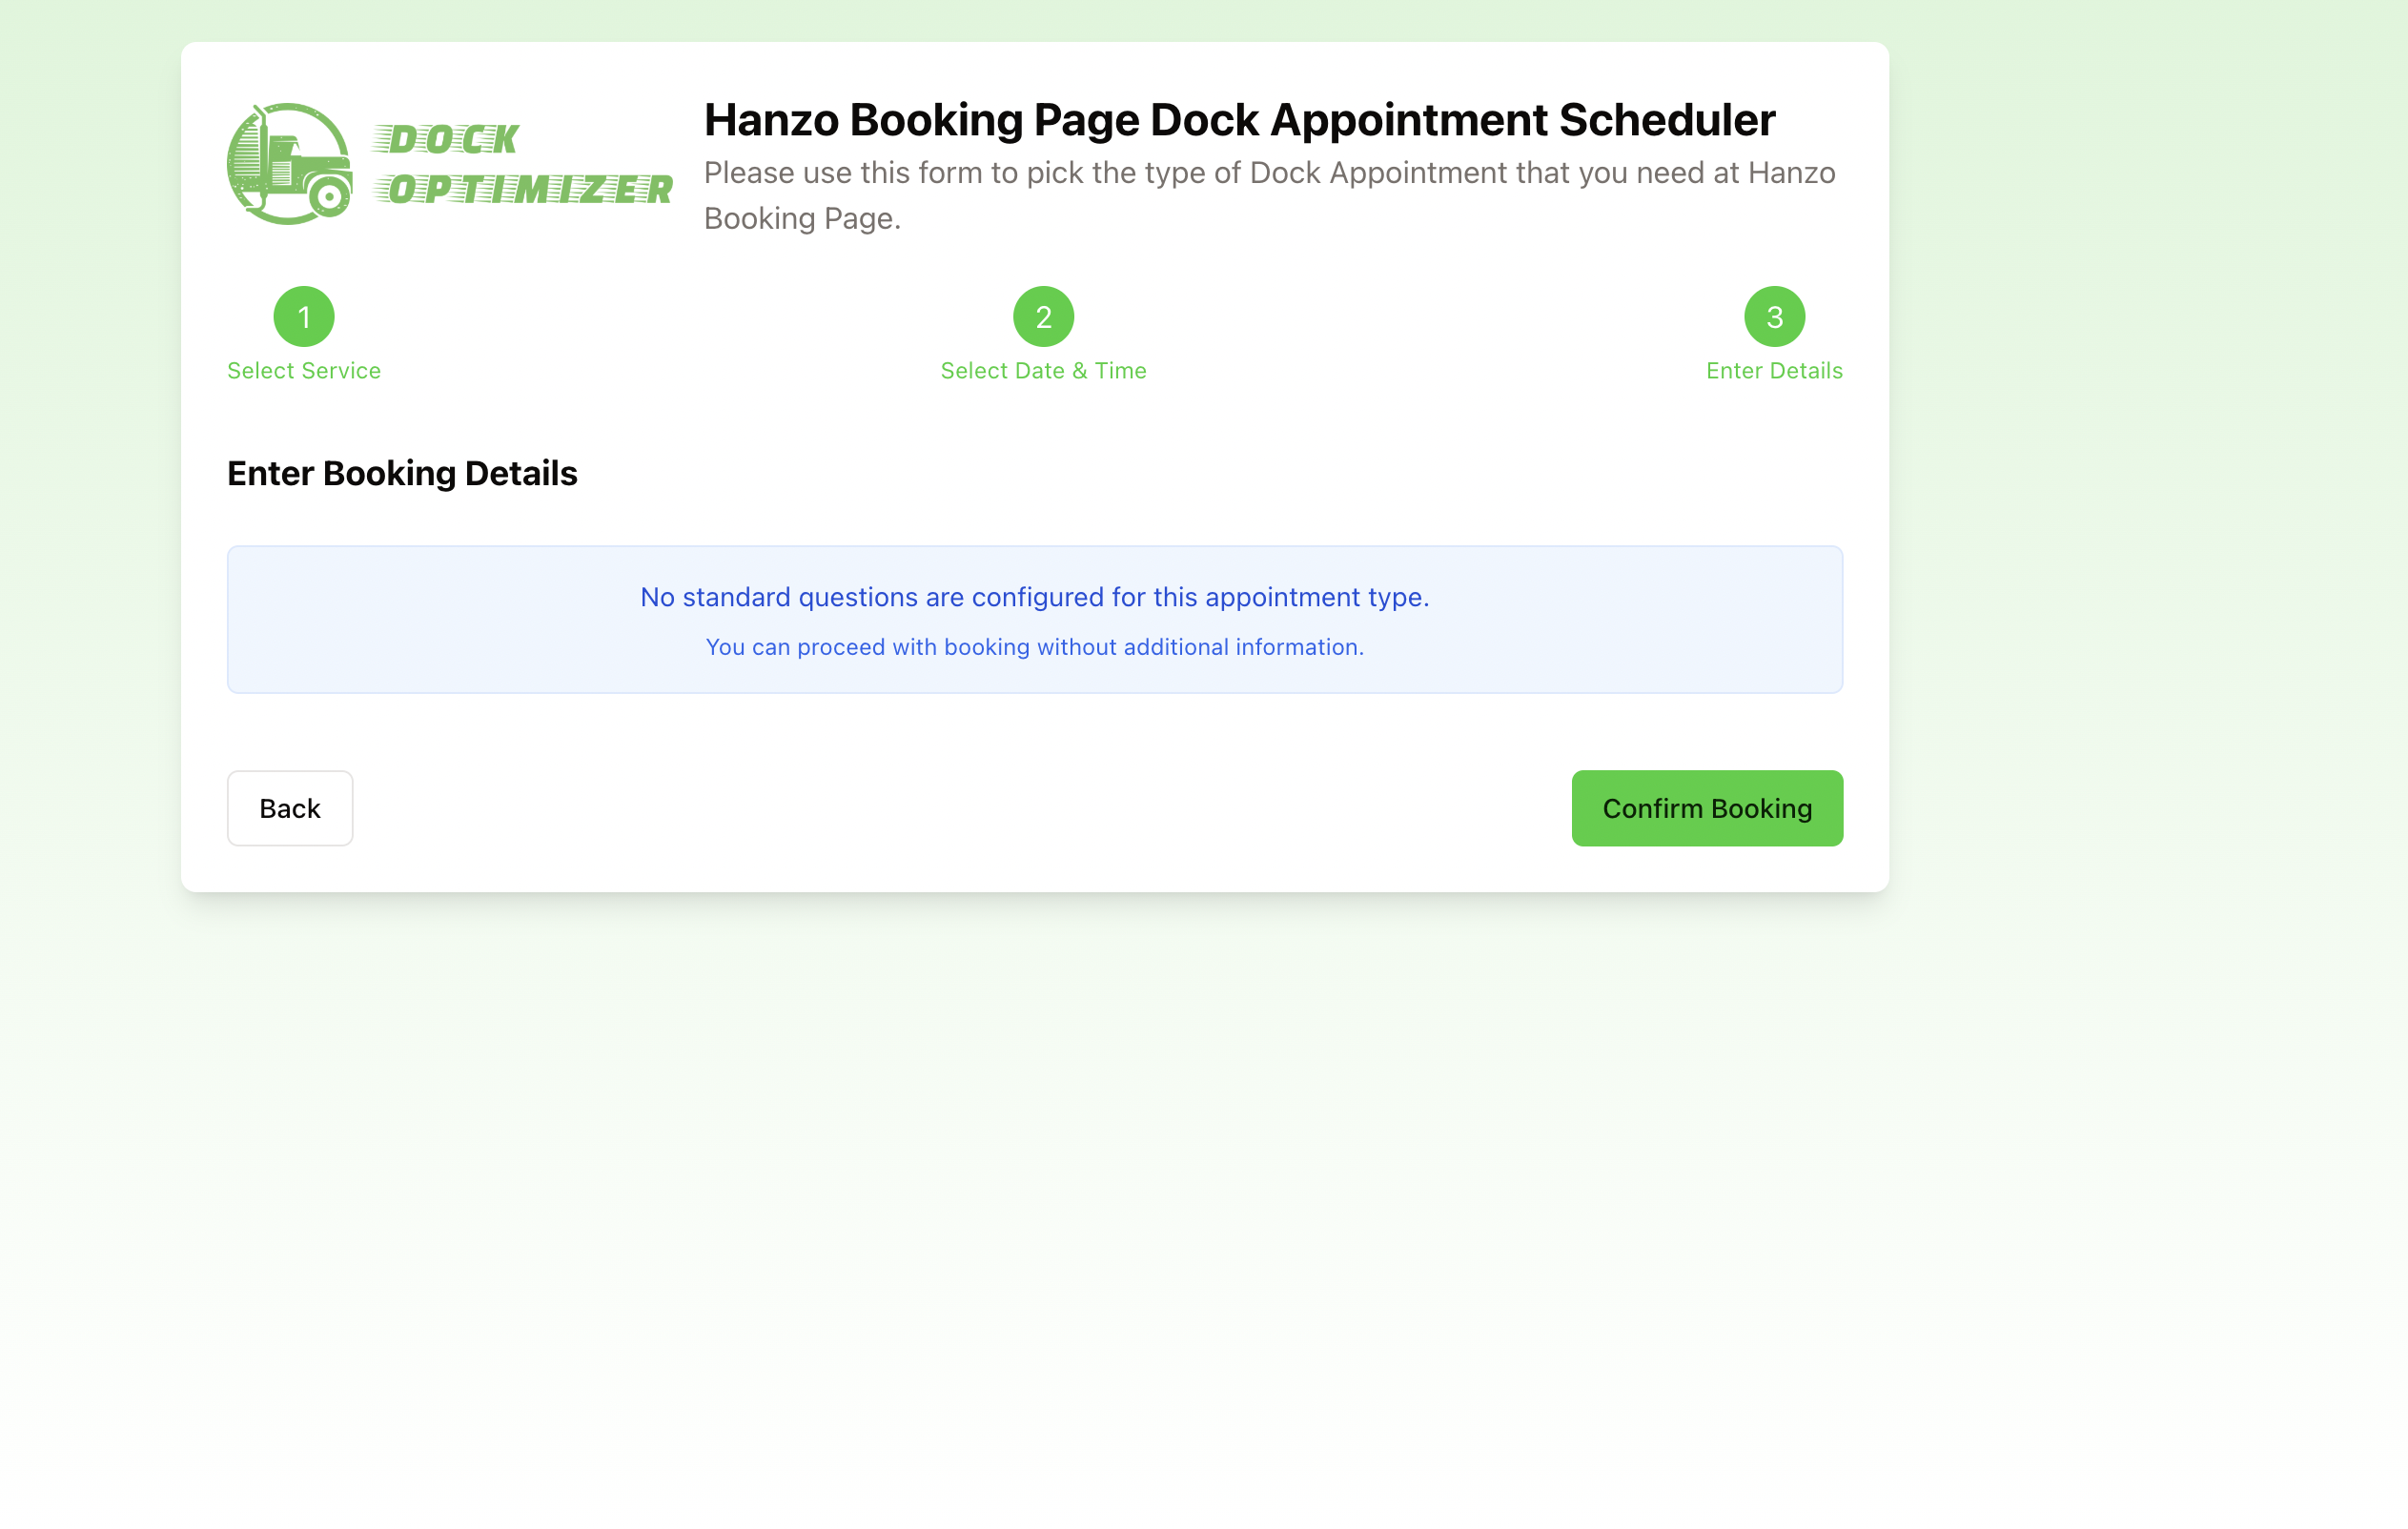 DOCK
OPTIMIZER
Hanzo Booking Page Dock Appointment Scheduler
Please use this form to pick the type of Dock Appointment that you need at Hanzo
Booking Page.
1
2
3
Select Service
Select Date & Time
Enter Details
Enter Booking Details
No standard questions are configured for this appointment type.
You can proceed with booking without additional information.
Back
Confirm Booking